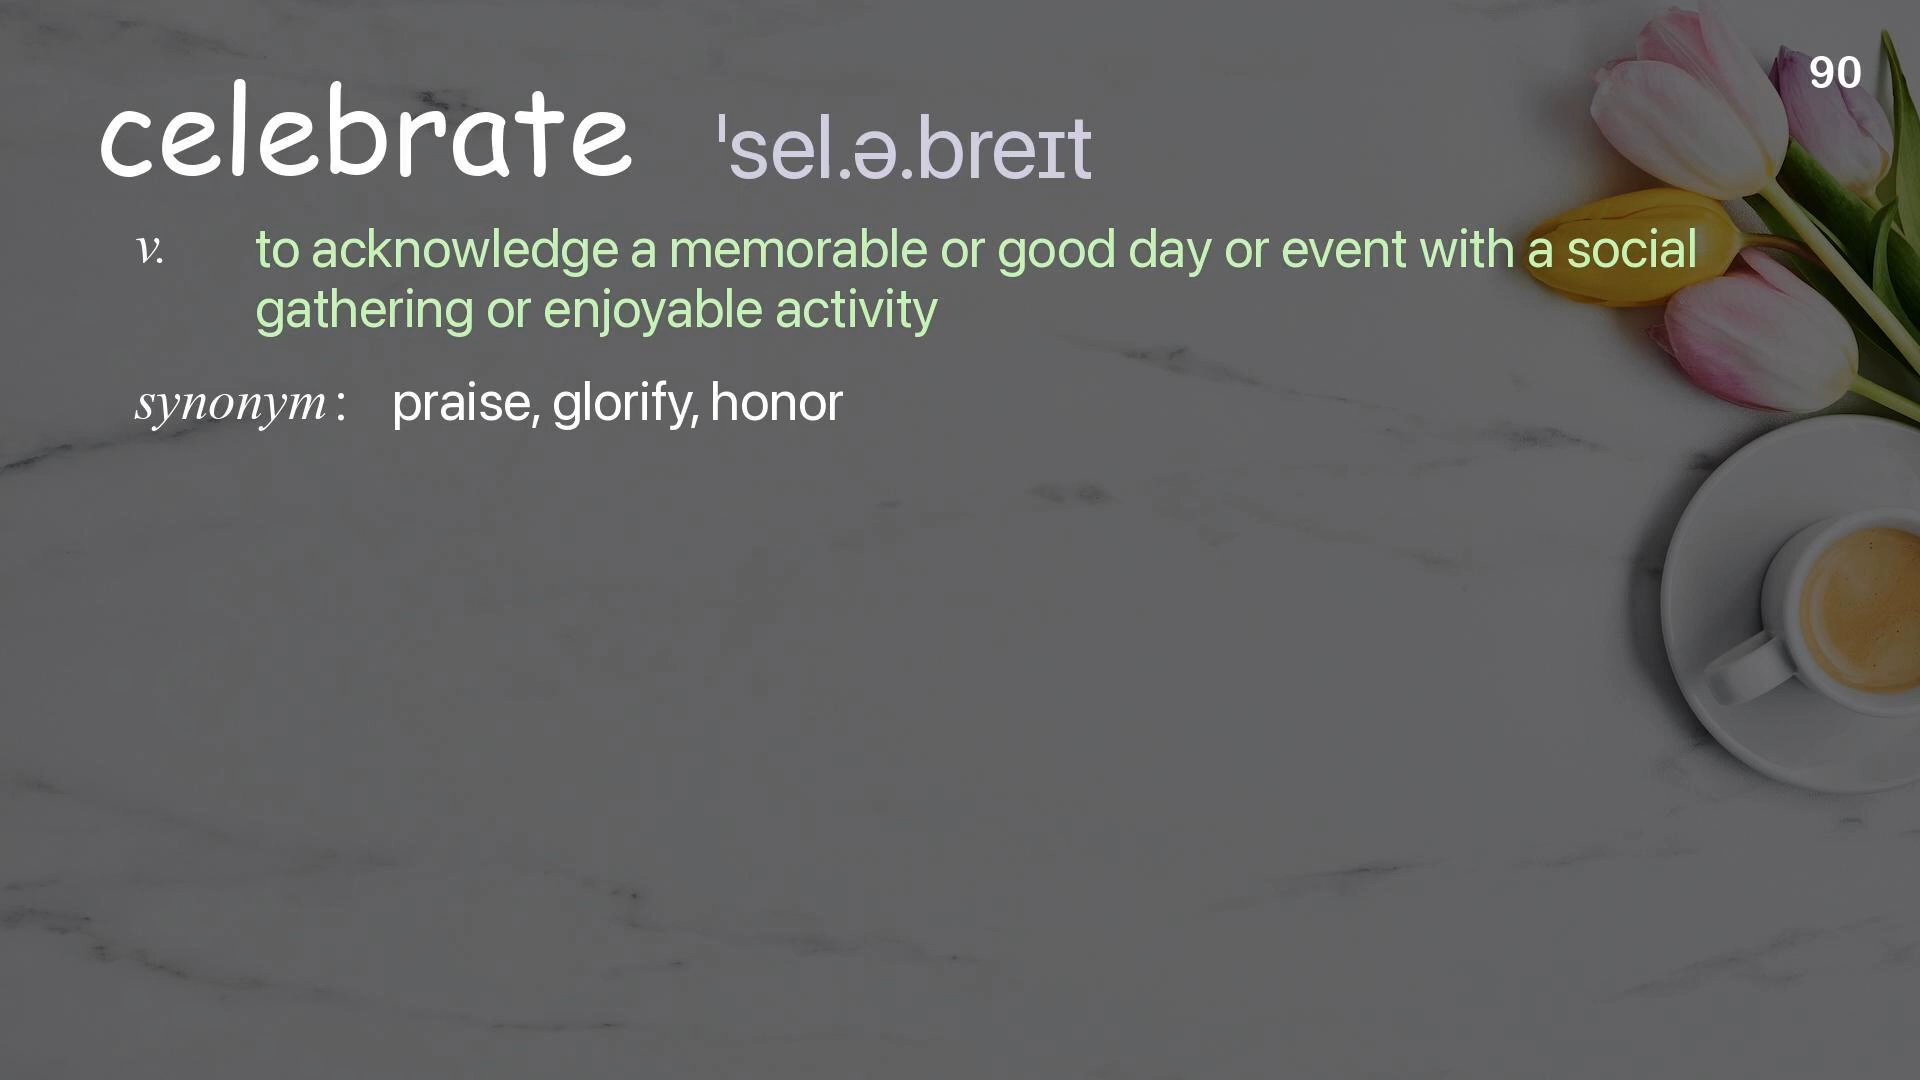 90
celebrate ˈsel.ə.breɪt
v. to acknowledge a memorable or good day or event with a social
gathering or enjoyable activity
synonym : praise, glorify, honor